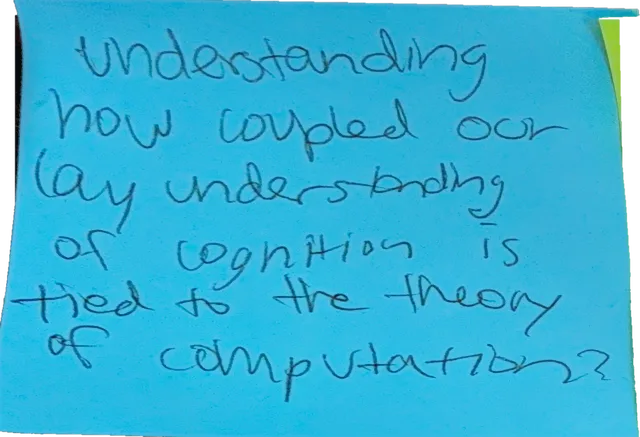 understanding
how coupled our
lay understanding
of cognition is
tied to the theory
of computation?